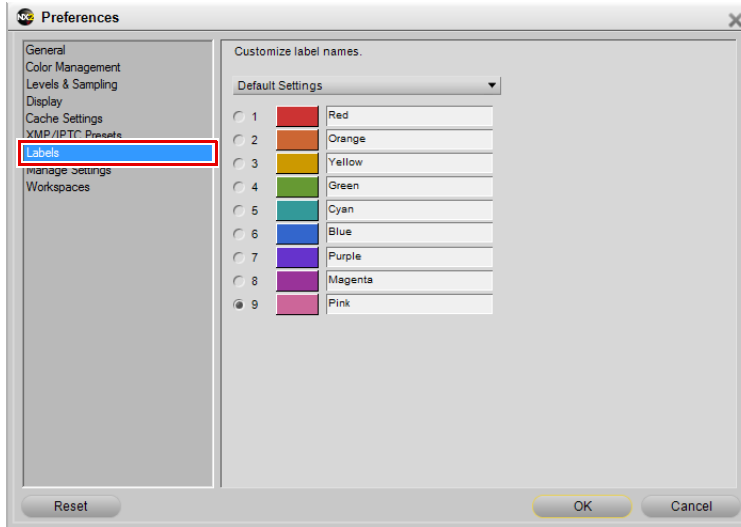 NX2 Preferences
General
Color Management
Levels & Sampling
Display
Cache Settings
XMP/IPTC Presets
Labels
Manage Settings
Workspaces
Customize label names.
Default Settings
1 Red
2 Orange
3 Yellow
4 Green
5 Cyan
6 Blue
7 Purple
8 Magenta
9 Pink
Reset
OK
Cancel